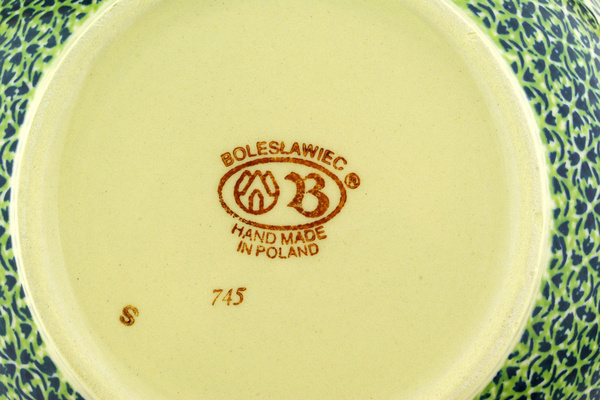 BOLESŁAWIEC ®
B
HAND MADE
IN POLAND
745
S